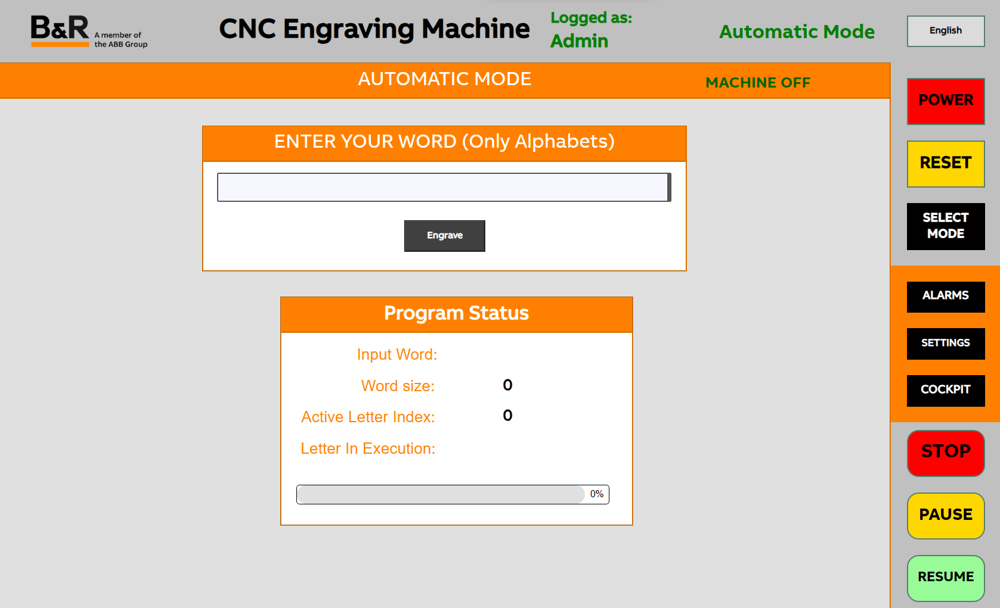 B&R A member of
the ABB Group
CNC Engraving Machine
Logged as:
Admin
Automatic Mode
English
AUTOMATIC MODE
MACHINE OFF
POWER
ENTER YOUR WORD (Only Alphabets)
RESET
Engrave
SELECT
MODE
ALARMS
Program Status
SETTINGS
Input Word:
Word size: 0
COCKPIT
Active Letter Index: 0
Letter In Execution:
STOP
0%
PAUSE
RESUME